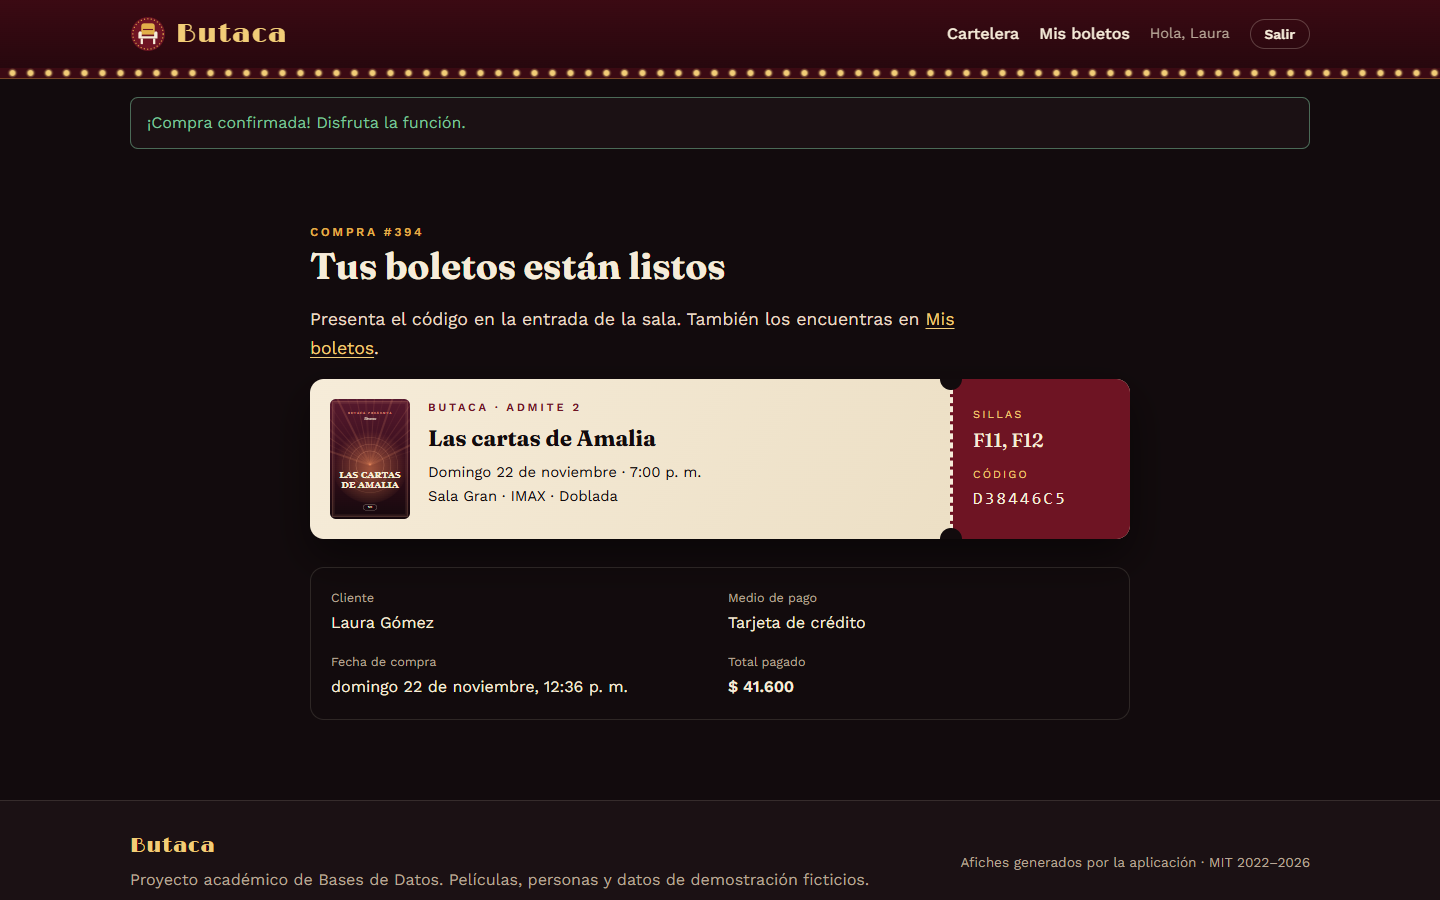 Butaca
Cartelera
Mis boletos
Hola, Laura
Salir
¡Compra confirmada! Disfruta la función.
COMPRA #394
Tus boletos están listos
Presenta el código en la entrada de la sala. También los encuentras en Mis
boletos.
LAS CARTAS
DE AMALIA
BUTACA · ADMITE 2
Las cartas de Amalia
Domingo 22 de noviembre · 7:00 p. m.
Sala Gran · IMAX · Doblada
SILLAS
F11, F12
CÓDIGO
D38446C5
Cliente
Laura Gómez
Medio de pago
Tarjeta de crédito
Fecha de compra
domingo 22 de noviembre, 12:36 p. m.
Total pagado
$ 41.600
Butaca
Proyecto académico de Bases de Datos. Películas, personas y datos de demostración ficticios.
Afiches generados por la aplicación · MIT 2022–2026